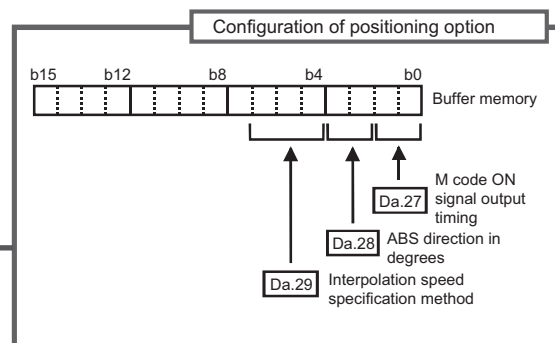 Configuration of positioning option
b15 b12 b8 b4 b0
Buffer memory
Da.27
M code ON
signal output
timing
Da.28
ABS direction in
degrees
Da.29
Interpolation speed
specification method